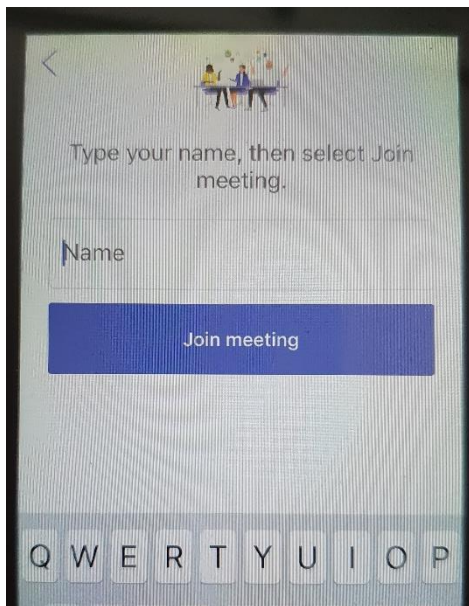 Type your name, then select Join
meeting.
Name
Join meeting
Q W E R T Y U I O P